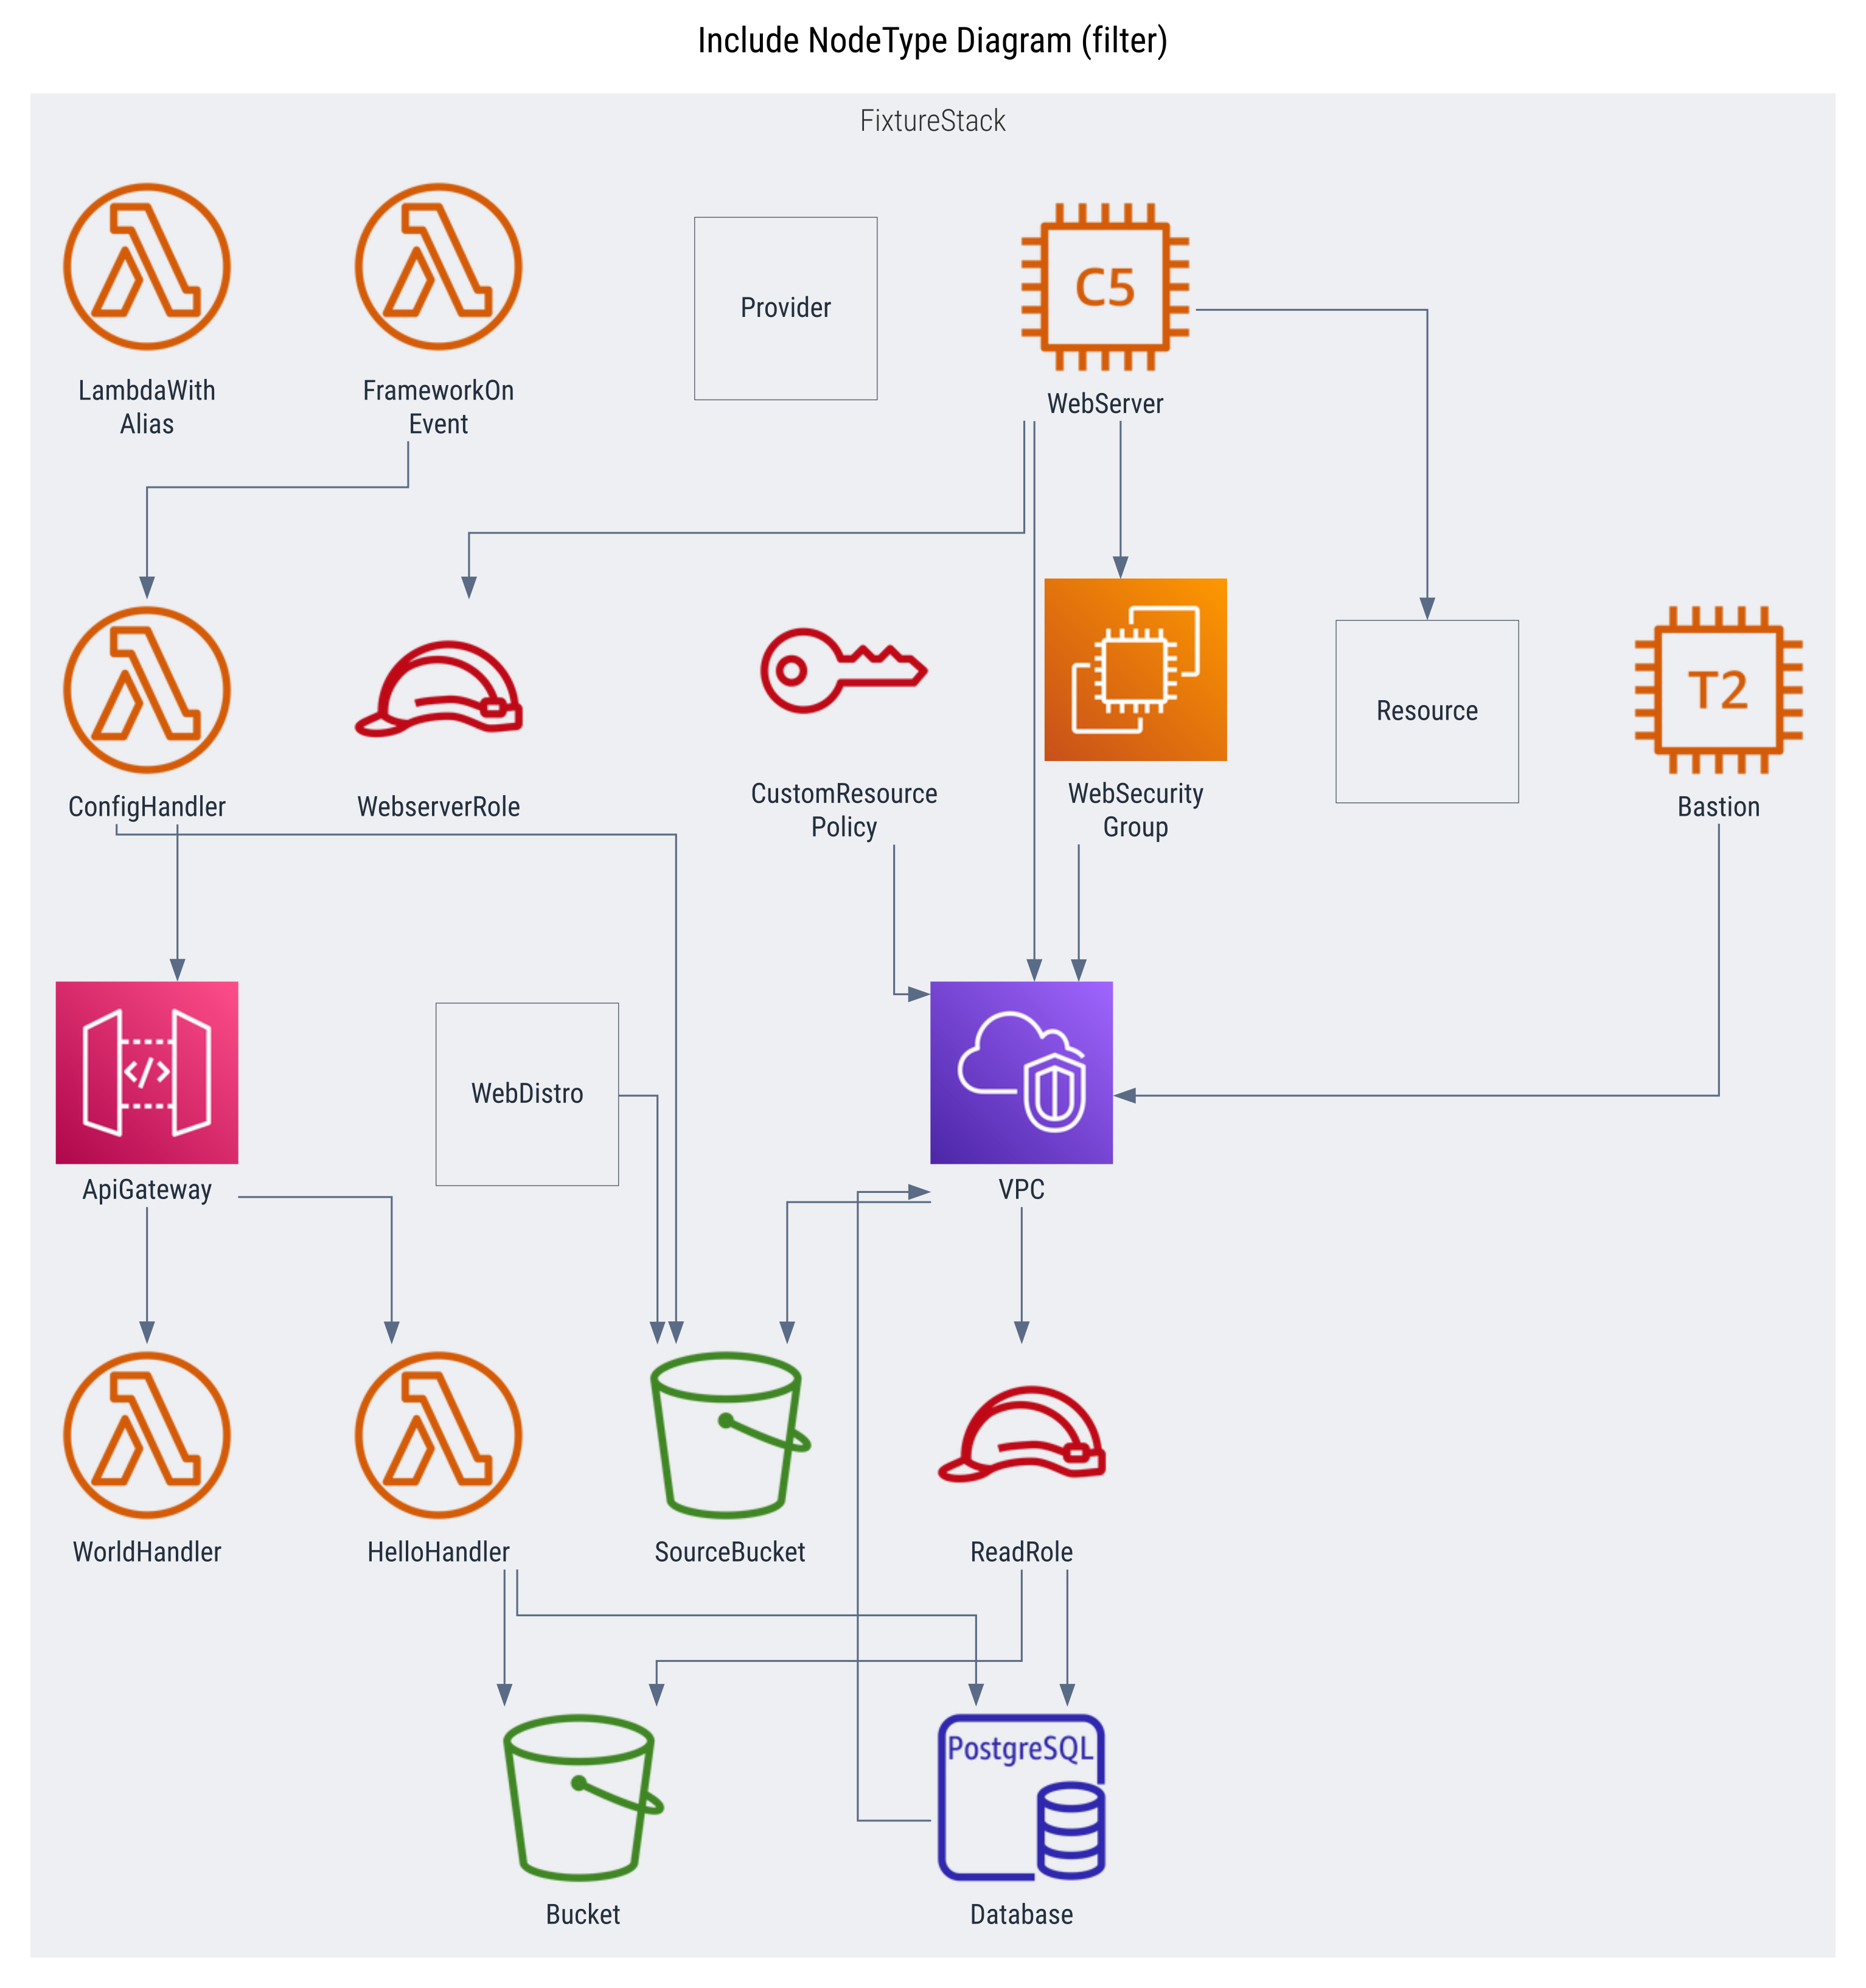 Include NodeType Diagram (filter)
FixtureStack
LambdaWith
Alias
FrameworkOn
Event
Provider
C5
WebServer
ConfigHandler
WebserverRole
CustomResource
Policy
WebSecurity
Group
Resource
T2
Bastion
</>
ApiGateway
WebDistro
VPC
WorldHandler
HelloHandler
SourceBucket
ReadRole
Bucket
PostgreSQL
Database